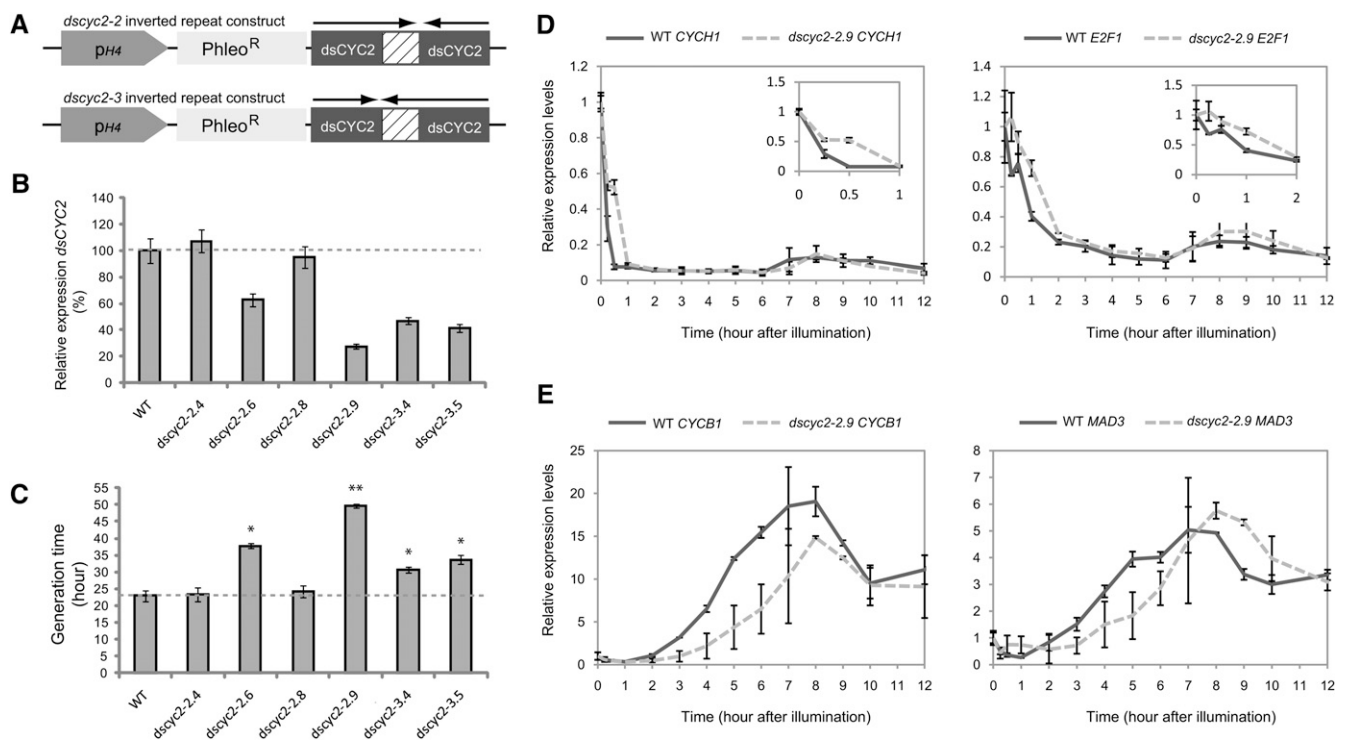 A
dscyc2-2 inverted repeat construct
pH4
Phleo^R
dsCYC2
dsCYC2
dscyc2-3 inverted repeat construct
pH4
Phleo^R
dsCYC2
dsCYC2
B
Relative expression dsCYC2
(%)
140
120
100
80
60
40
20
0
WT
dscyc2-2.4
dscyc2-2.6
dscyc2-2.8
dscyc2-2.9
dscyc2-3.4
dscyc2-3.5
C
Generation time
(hour)
55
50
45
40
35
30
25
20
15
10
5
0
*
**
*
*
WT
dscyc2-2.4
dscyc2-2.6
dscyc2-2.8
dscyc2-2.9
dscyc2-3.4
dscyc2-3.5
D
WT CYCH1 dscyc2-2.9 CYCH1
Relative expression levels
1.2
1
0.8
0.6
0.4
0.2
0
0 1 2 3 4 5 6 7 8 9 10 12
Time (hour after illumination)
1.5
1
0.5
0
0 0.5 1
WT E2F1 dscyc2-2.9 E2F1
1.4
1.2
1
0.8
0.6
0.4
0.2
0
0 1 2 3 4 5 6 7 8 9 10 12
Time (hour after illumination)
1.5
1
0.5
0
0 1 2
E
WT CYCB1 dscyc2-2.9 CYCB1
Relative expression levels
25
20
15
10
5
0
0 1 2 3 4 5 6 7 8 9 10 12
Time (hour after illumination)
WT MAD3 dscyc2-2.9 MAD3
8
7
6
5
4
3
2
1
0
0 1 2 3 4 5 6 7 8 9 10 12
Time (hour after illumination)